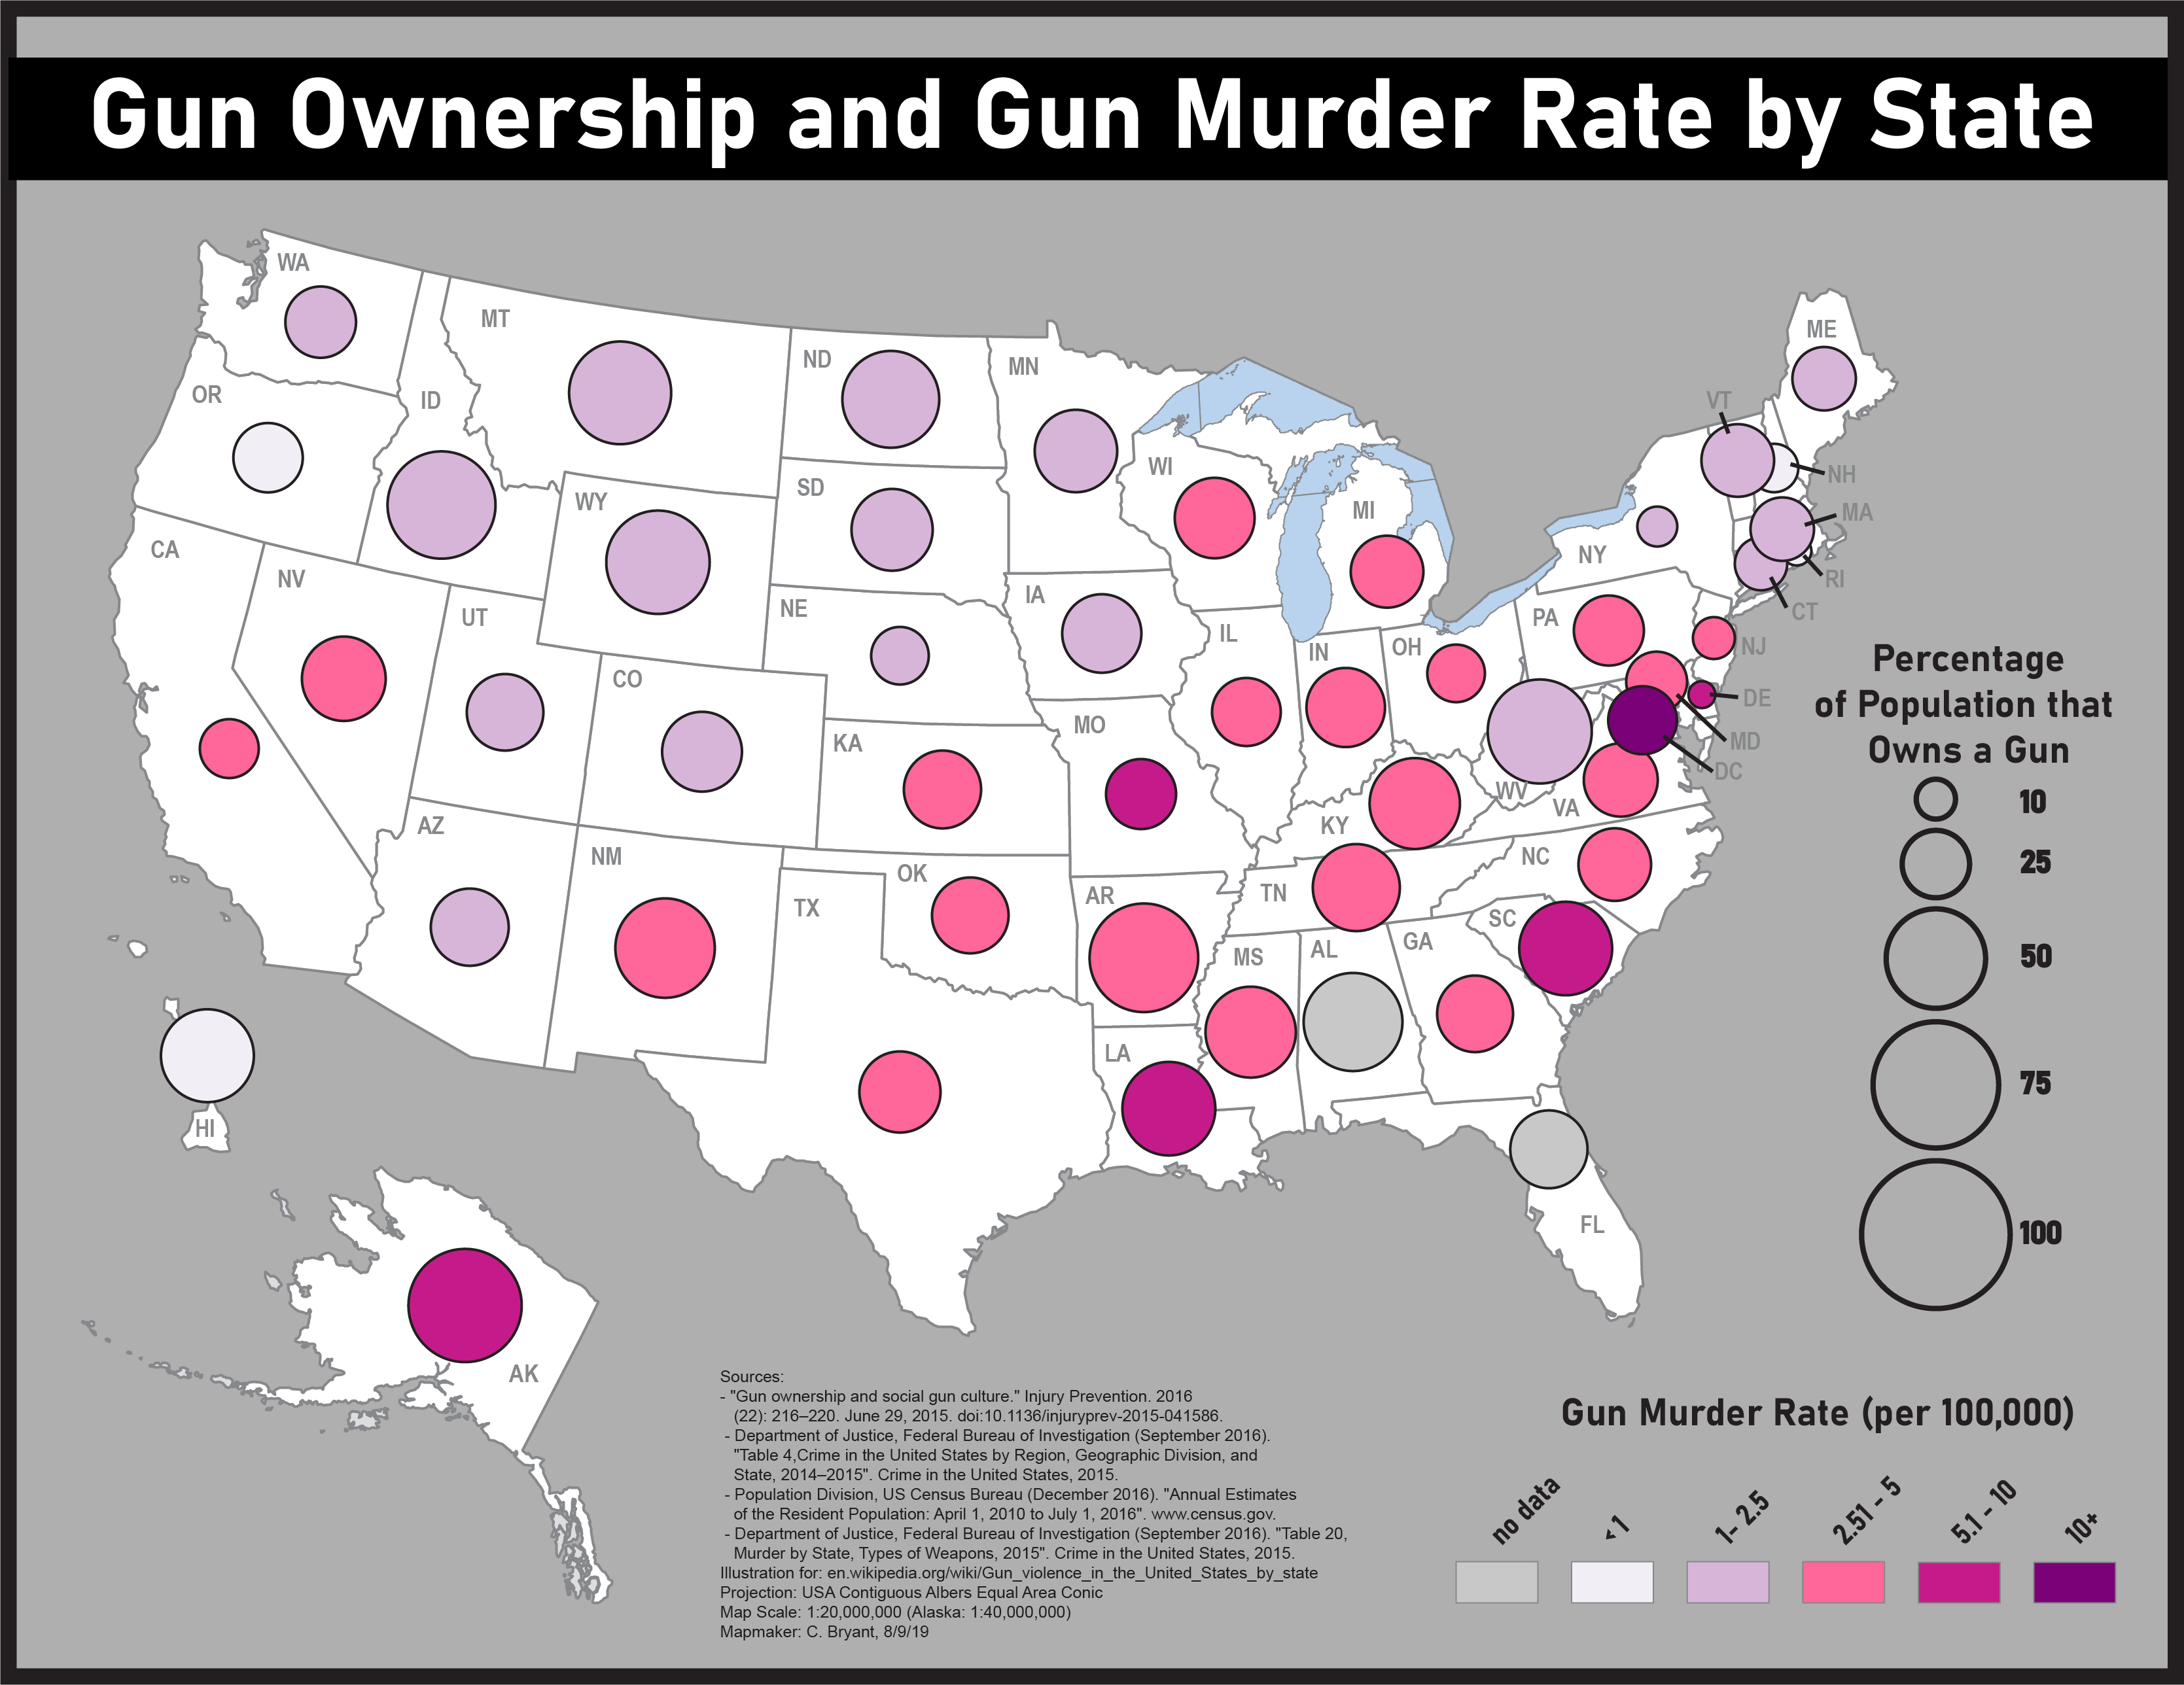 Gun Ownership and Gun Murder Rate by State
WA
MT
ND
MN
ME
OR
ID
VT
WI
NH
SD
WY
MI
MA
CA
NY
NV
RI
IA
NE
CT
UT
PA
IL
NJ
OH
IN
CO
DE
MO
MD
KA
DC
WV
VA
KY
AZ
NM
NC
OK
TN
AR
TX
SC
GA
AL
MS
LA
HI
FL
AK
Percentage
of Population that
Owns a Gun
10
25
50
75
100
Sources:
- "Gun ownership and social gun culture." Injury Prevention. 2016
(22): 216–220. June 29, 2015. doi:10.1136/injuryprev-2015-041586.
- Department of Justice, Federal Bureau of Investigation (September 2016).
"Table 4,Crime in the United States by Region, Geographic Division, and
State, 2014–2015". Crime in the United States, 2015.
- Population Division, US Census Bureau (December 2016). "Annual Estimates
of the Resident Population: April 1, 2010 to July 1, 2016". www.census.gov.
- Department of Justice, Federal Bureau of Investigation (September 2016). "Table 20,
Murder by State, Types of Weapons, 2015". Crime in the United States, 2015.
Illustration for: en.wikipedia.org/wiki/Gun_violence_in_the_United_States_by_state
Projection: USA Contiguous Albers Equal Area Conic
Map Scale: 1:20,000,000 (Alaska: 1:40,000,000)
Mapmaker: C. Bryant, 8/9/19
Gun Murder Rate (per 100,000)
no data
<1
1- 2.5
2.51 - 5
5.1 - 10
10+